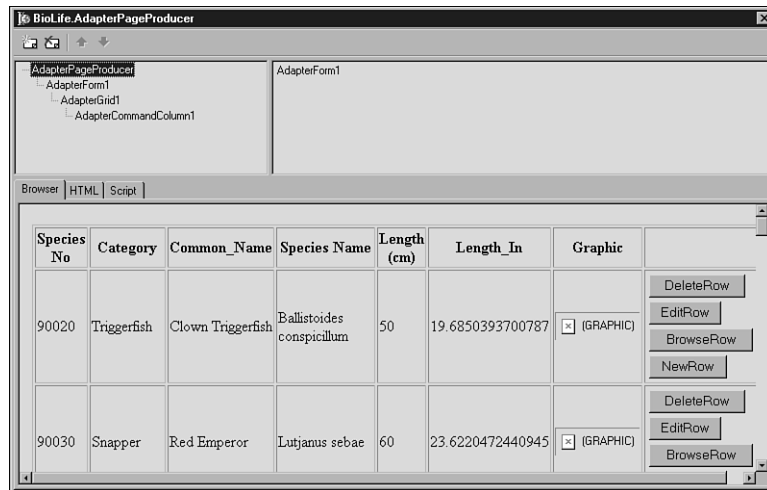 BioLife.AdapterPageProducer
AdapterPageProducer
AdapterForm1
AdapterGrid1
AdapterCommandColumn1
AdapterForm1
Browser HTML Script
Species No Category Common_Name Species Name Length (cm) Length_In Graphic
90020 Triggerfish Clown Triggerfish Ballistoides conspicillum 50 19.6850393700787 (GRAPHIC)
DeleteRow
EditRow
BrowseRow
NewRow
90030 Snapper Red Emperor Lutjanus sebae 60 23.6220472440945 (GRAPHIC)
DeleteRow
EditRow
BrowseRow